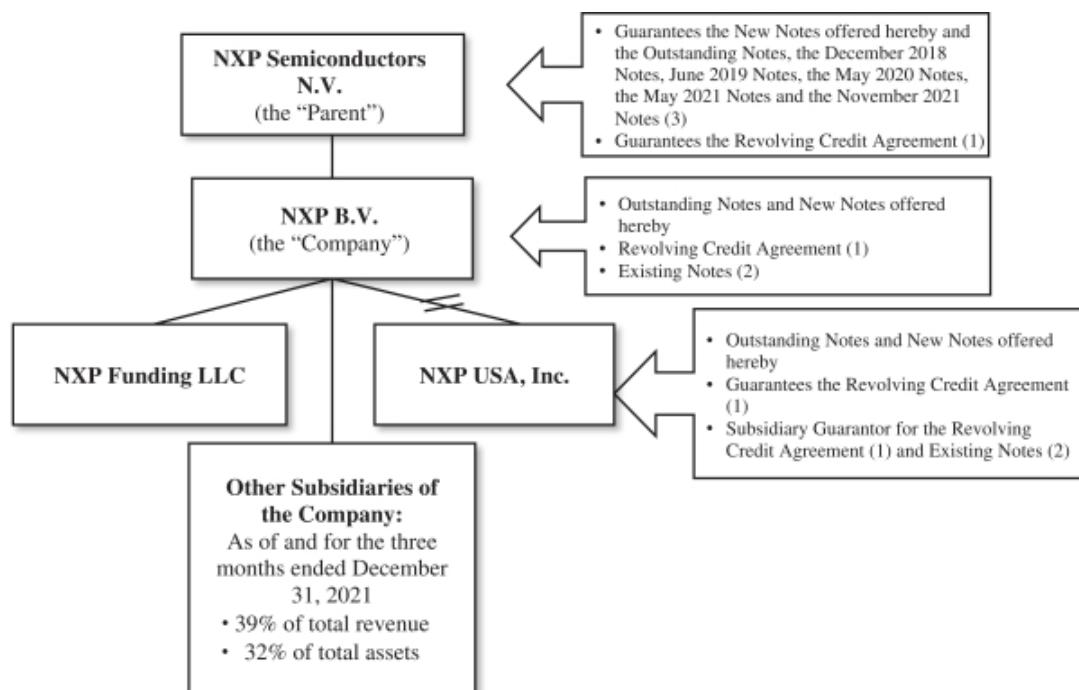 NXP Semiconductors
N.V.
(the “Parent”)
• Guarantees the New Notes offered hereby and
the Outstanding Notes, the December 2018
Notes, June 2019 Notes, the May 2020 Notes,
the May 2021 Notes and the November 2021
Notes (3)
• Guarantees the Revolving Credit Agreement (1)
NXP B.V.
(the “Company”)
• Outstanding Notes and New Notes offered
hereby
• Revolving Credit Agreement (1)
• Existing Notes (2)
NXP Funding LLC
NXP USA, Inc.
• Outstanding Notes and New Notes offered
hereby
• Guarantees the Revolving Credit Agreement
(1)
• Subsidiary Guarantor for the Revolving
Credit Agreement (1) and Existing Notes (2)
Other Subsidiaries of
the Company:
As of and for the three
months ended December
31, 2021
• 39% of total revenue
• 32% of total assets